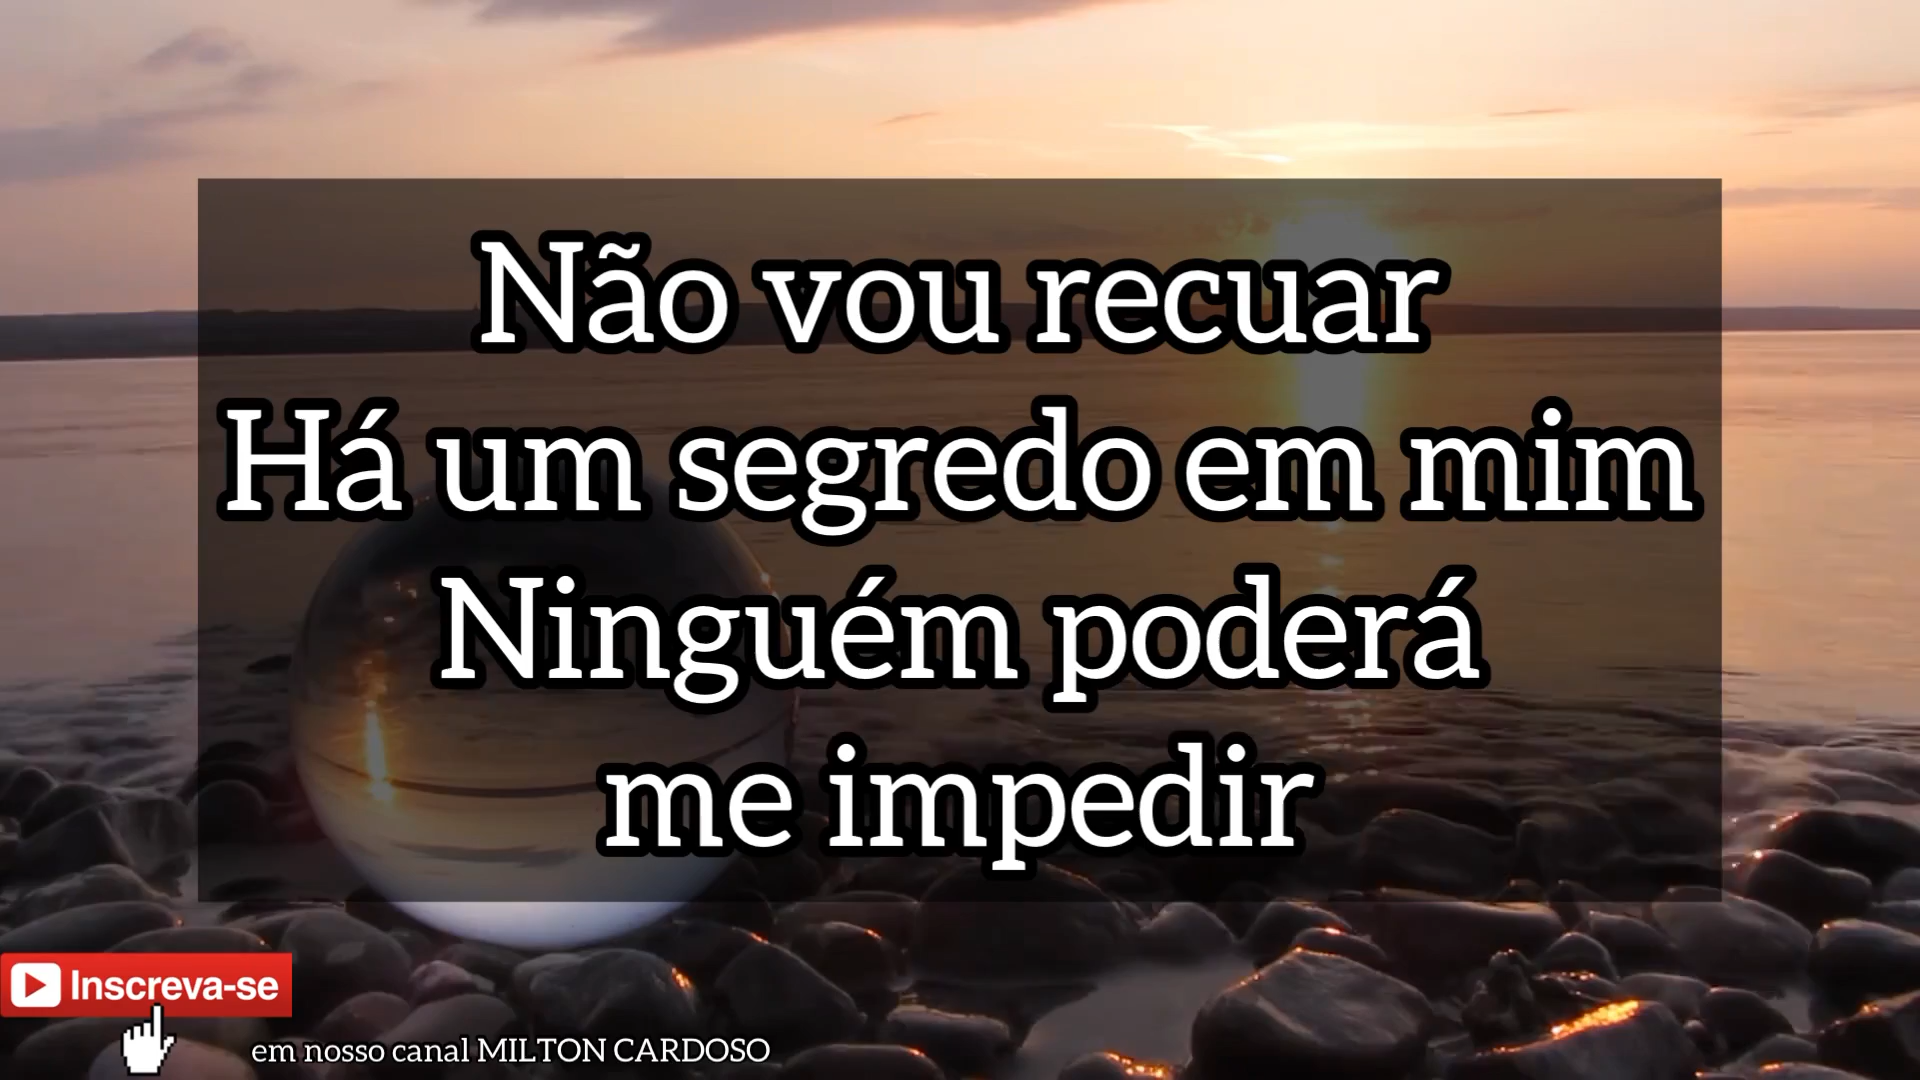 Não vou recuar
Há um segredo em mim
Ninguém poderá
me impedir
Inscreva-se
em nosso canal MILTON CARDOSO